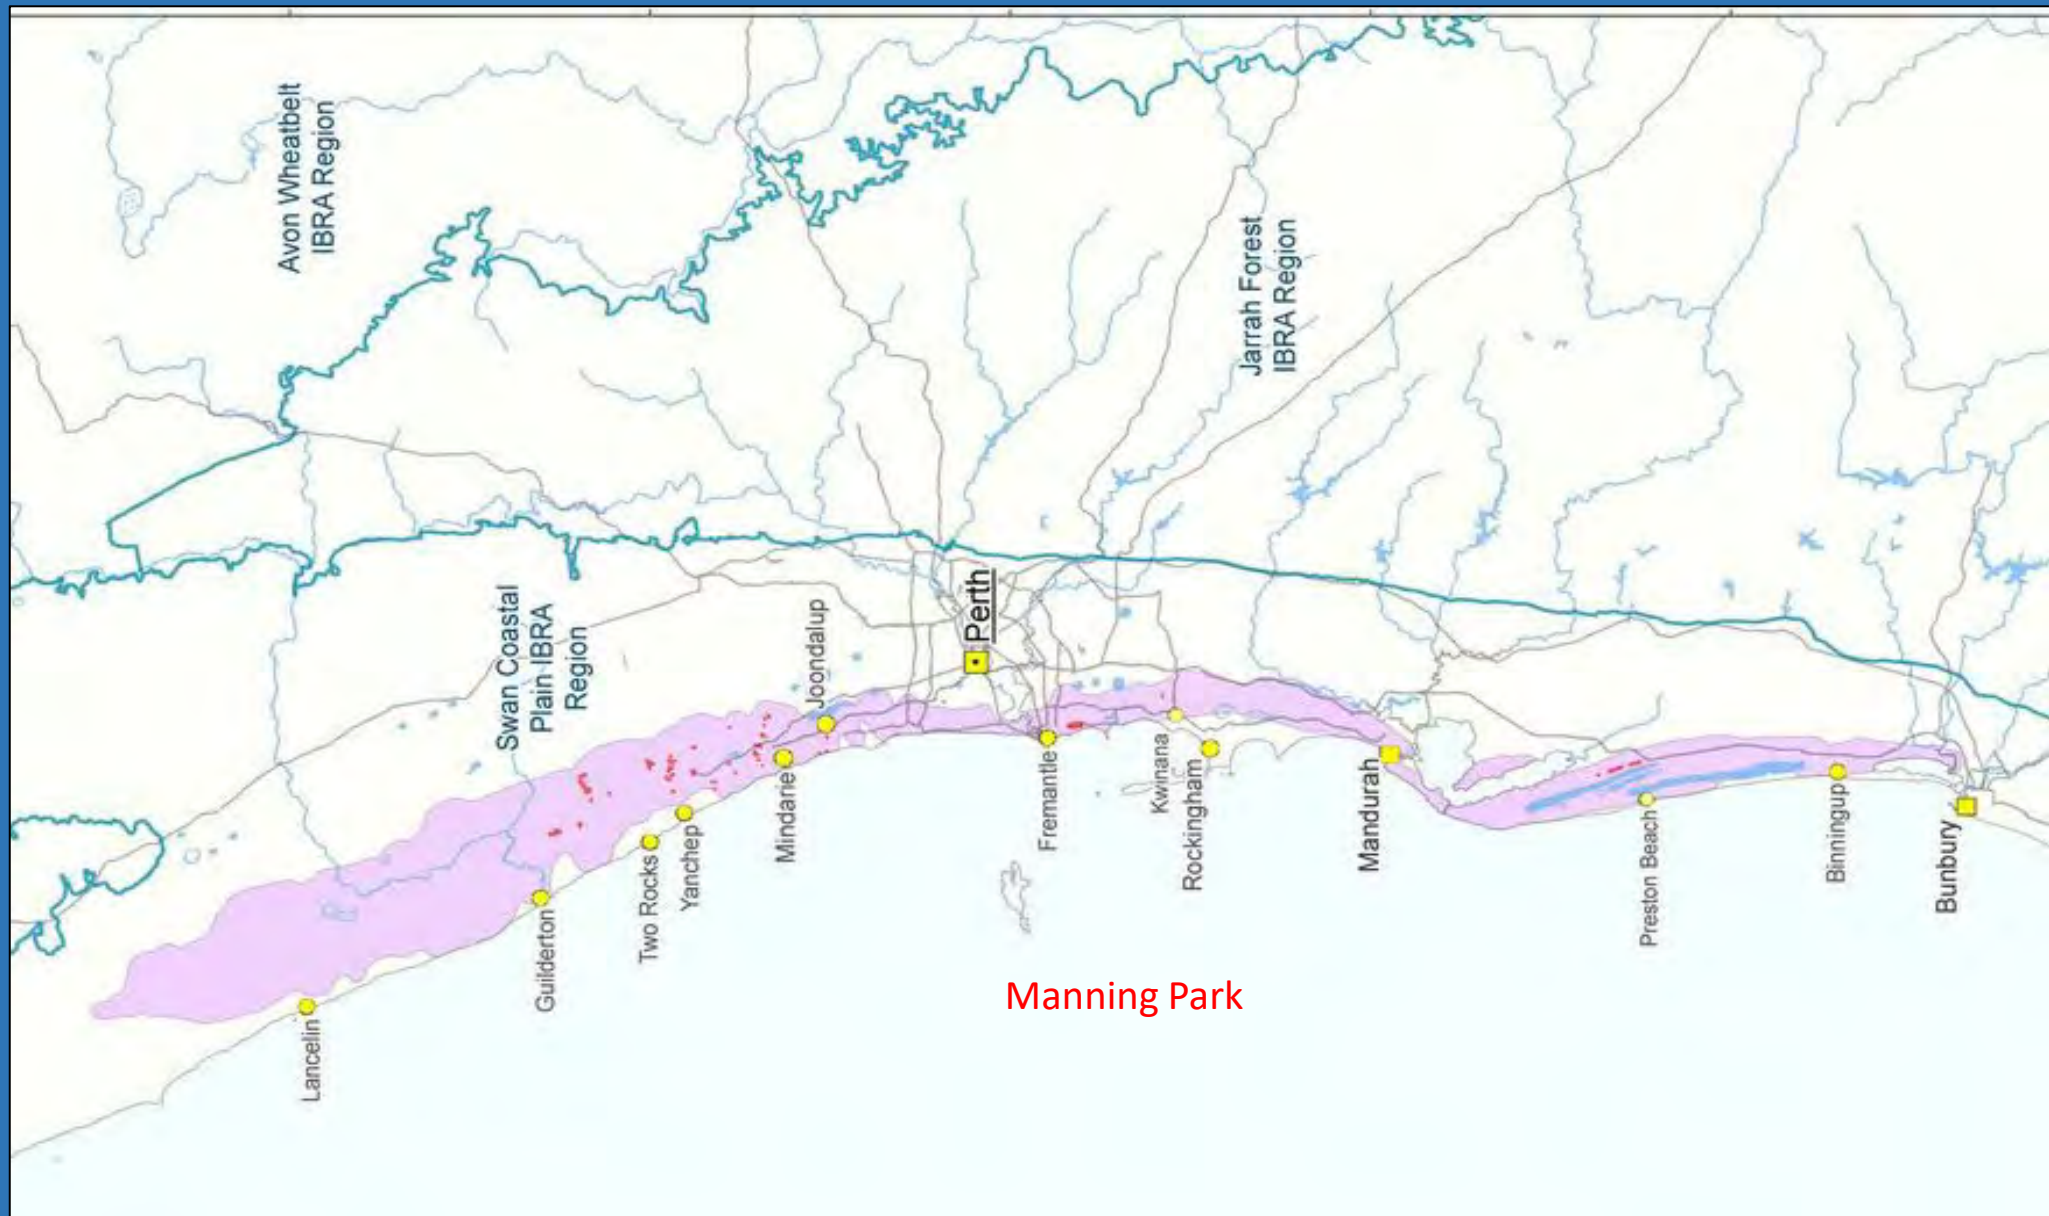 Avon Wheatbelt
IBRA Region
Jarrah Forest
IBRA Region
Swan Coastal
Plain IBRA
Region
Joondalup
Perth
Lancelin
Guilderton
Two Rocks
Yanchep
Mindarie
Fremantle
Kwinana
Rockingham
Mandurah
Preston Beach
Binningup
Bunbury
Manning Park